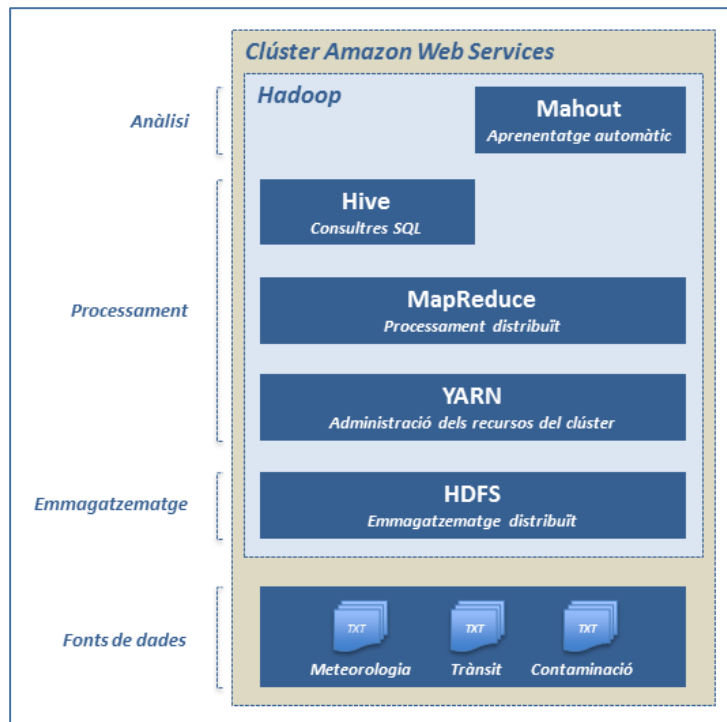 Clúster Amazon Web Services
Hadoop
Anàlisi
Mahout
Aprenentatge automàtic
Hive
Consultres SQL
Processament
MapReduce
Processament distribuït
YARN
Administració dels recursos del clúster
Emmagatzematge
HDFS
Emmagatzematge distribuït
Fonts de dades
TXT
TXT
TXT
Meteorologia
Trànsit
Contaminació